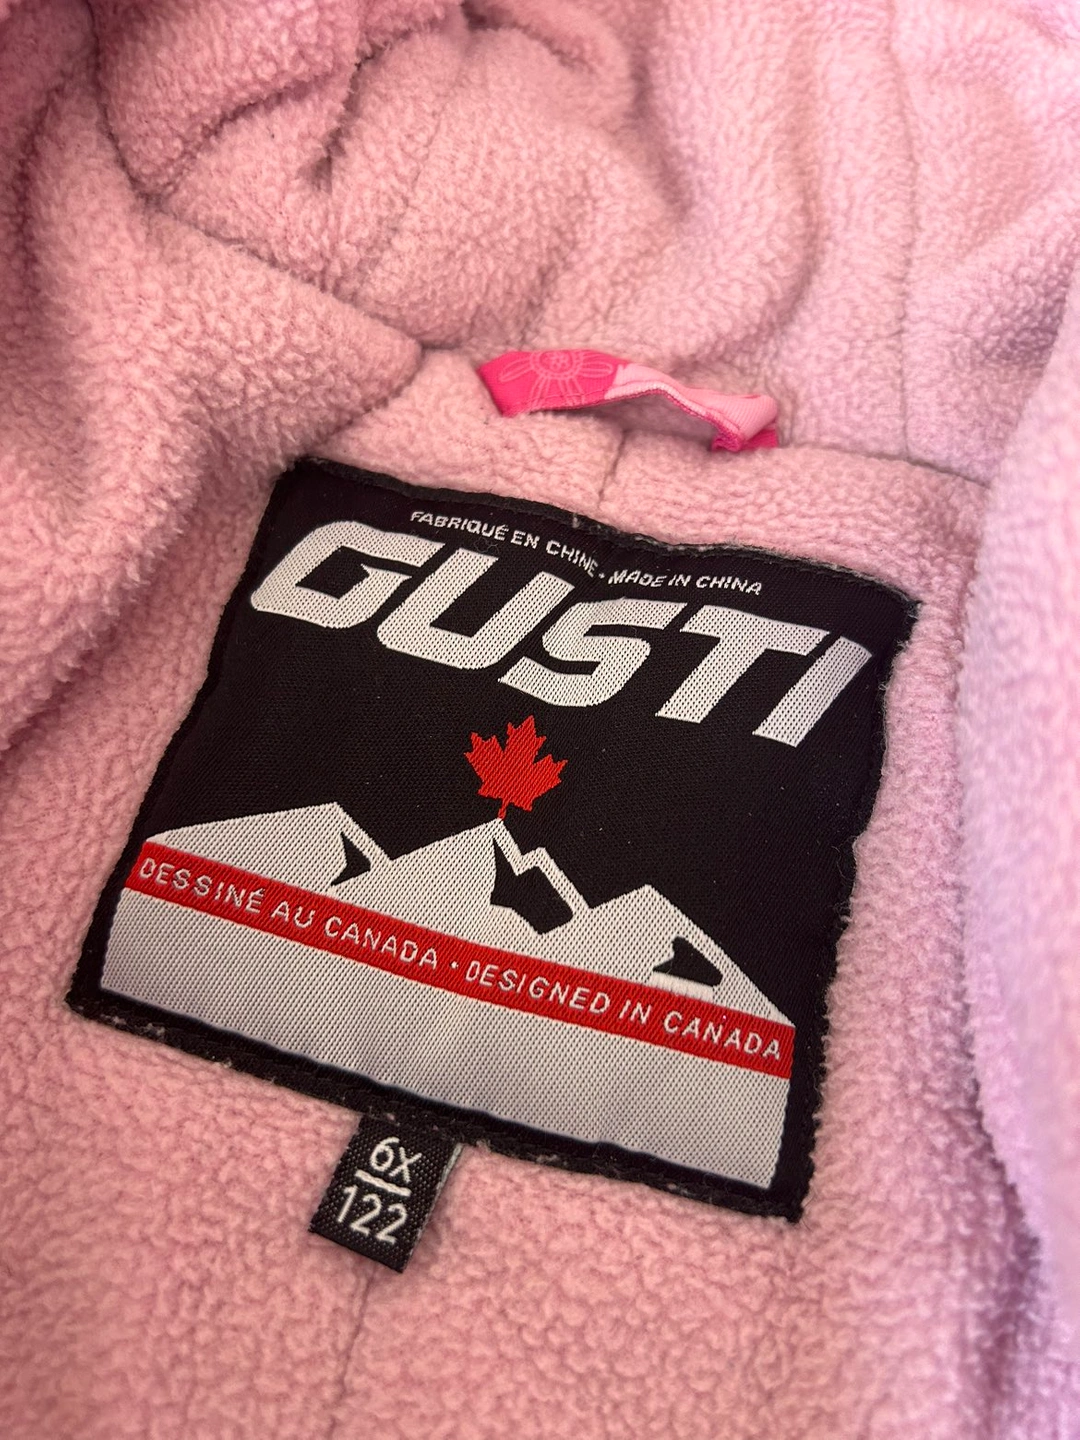 FABRIQUÉ EN CHINE • MADE IN CHINA
GUSTI
DESSINÉ AU CANADA • DESIGNED IN CANADA
6X
122